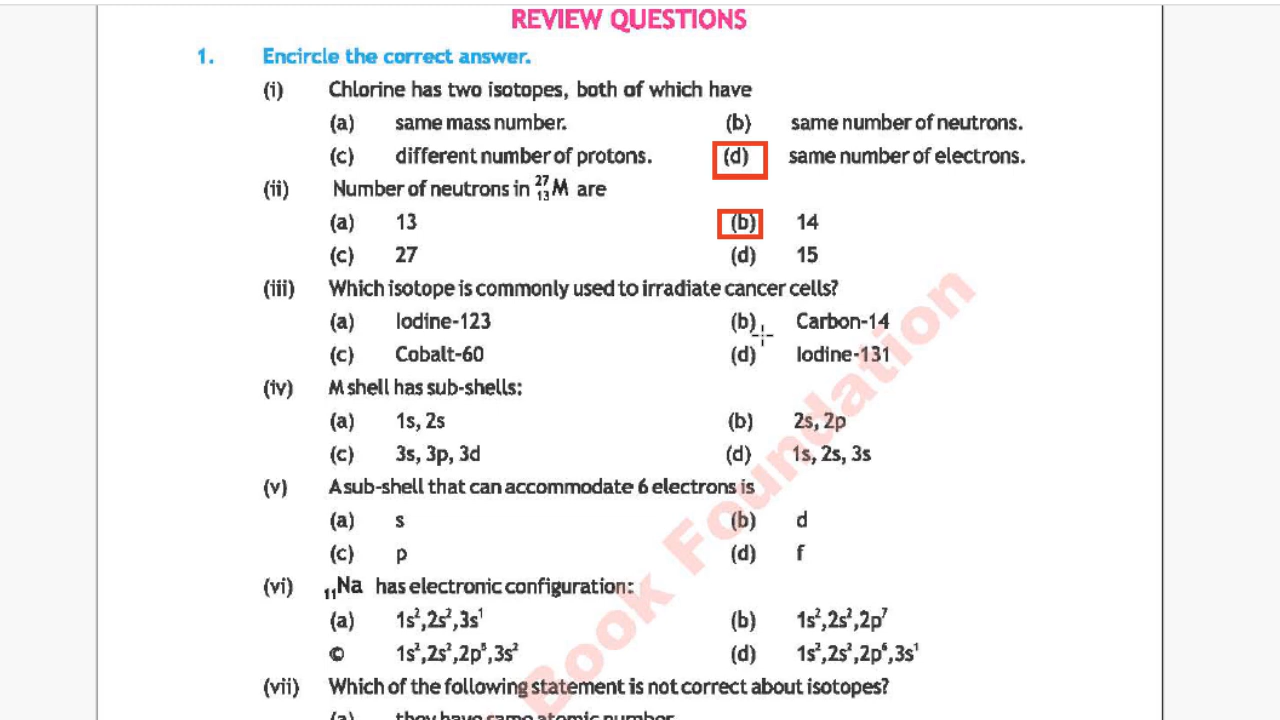 REVIEW QUESTIONS
1. Encircle the correct answer.
(i) Chlorine has two isotopes, both of which have
(a) same mass number. (b) same number of neutrons.
(c) different number of protons. (d) same number of electrons.
(ii) Number of neutrons in ²⁷₁₃M are
(a) 13 (b) 14
(c) 27 (d) 15
(iii) Which isotope is commonly used to irradiate cancer cells?
(a) Iodine-123 (b) Carbon-14
(c) Cobalt-60 (d) Iodine-131
(iv) M shell has sub-shells:
(a) 1s, 2s (b) 2s, 2p
(c) 3s, 3p, 3d (d) 1s, 2s, 3s
(v) A sub-shell that can accommodate 6 electrons is
(a) s (b) d
(c) p (d) f
(vi) ₁₁Na has electronic configuration:
(a) 1s²,2s²,3s¹ (b) 1s²,2s²,2p⁷
© 1s²,2s²,2p⁵,3s² (d) 1s²,2s²,2p⁶,3s¹
(vii) Which of the following statement is not correct about isotopes?
(a) they have same atomic number
Book Foundation